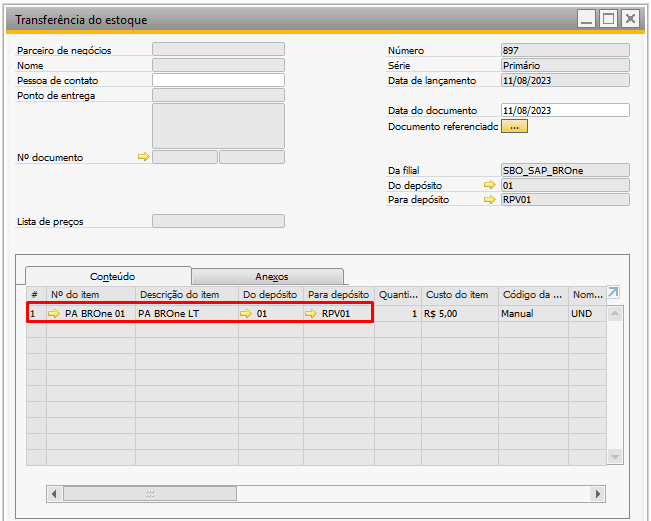 Transferência do estoque
Parceiro de negócios
Nome
Pessoa de contato
Ponto de entrega
Nº documento
Lista de preços
Número 897
Série Primário
Data de lançamento 11/08/2023
Data do documento 11/08/2023
Documento referenciado ...
Da filial SBO_SAP_BROne
Do depósito 01
Para depósito RPV01
Conteúdo Anexos
# Nº do item Descrição do item Do depósito Para depósito Quanti... Custo do item Código da ... Nom...
1 PA BROne 01 PA BROne LT 01 RPV01 1 R$ 5,00 Manual UND